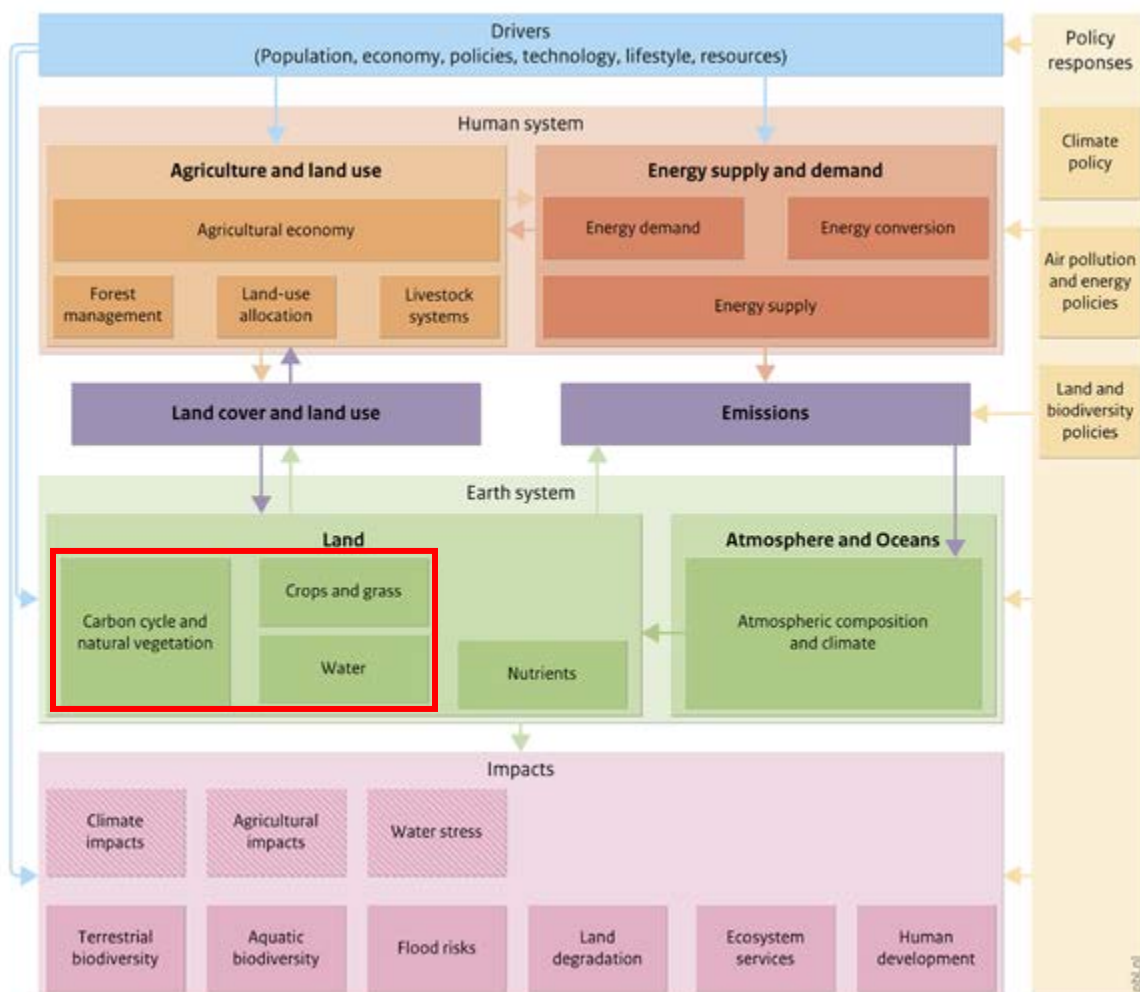 Drivers
(Population, economy, policies, technology, lifestyle, resources)
Policy
responses
Human system
Agriculture and land use
Agricultural economy
Forest
management
Land-use
allocation
Livestock
systems
Energy supply and demand
Energy demand
Energy conversion
Energy supply
Climate
policy
Air pollution
and energy
policies
Land and
biodiversity
policies
Land cover and land use
Emissions
Earth system
Land
Carbon cycle and
natural vegetation
Crops and grass
Water
Nutrients
Atmosphere and Oceans
Atmospheric composition
and climate
Impacts
Climate
impacts
Agricultural
impacts
Water stress
Terrestrial
biodiversity
Aquatic
biodiversity
Flood risks
Land
degradation
Ecosystem
services
Human
development
pbl.nl